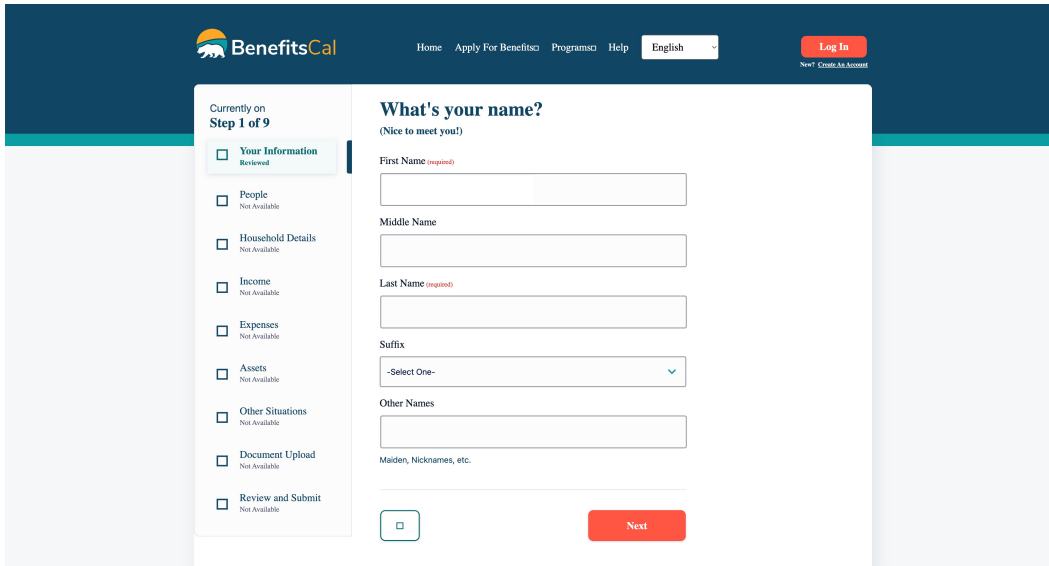 BenefitsCal
Home Apply For Benefits Programs Help English Log In
New? Create An Account
Currently on
Step 1 of 9
Your Information
Reviewed
People
Not Available
Household Details
Not Available
Income
Not Available
Expenses
Not Available
Assets
Not Available
Other Situations
Not Available
Document Upload
Not Available
Review and Submit
Not Available
What's your name?
(Nice to meet you!)
First Name (required)
Middle Name
Last Name (required)
Suffix
-Select One-
Other Names
Maiden, Nicknames, etc.
Next